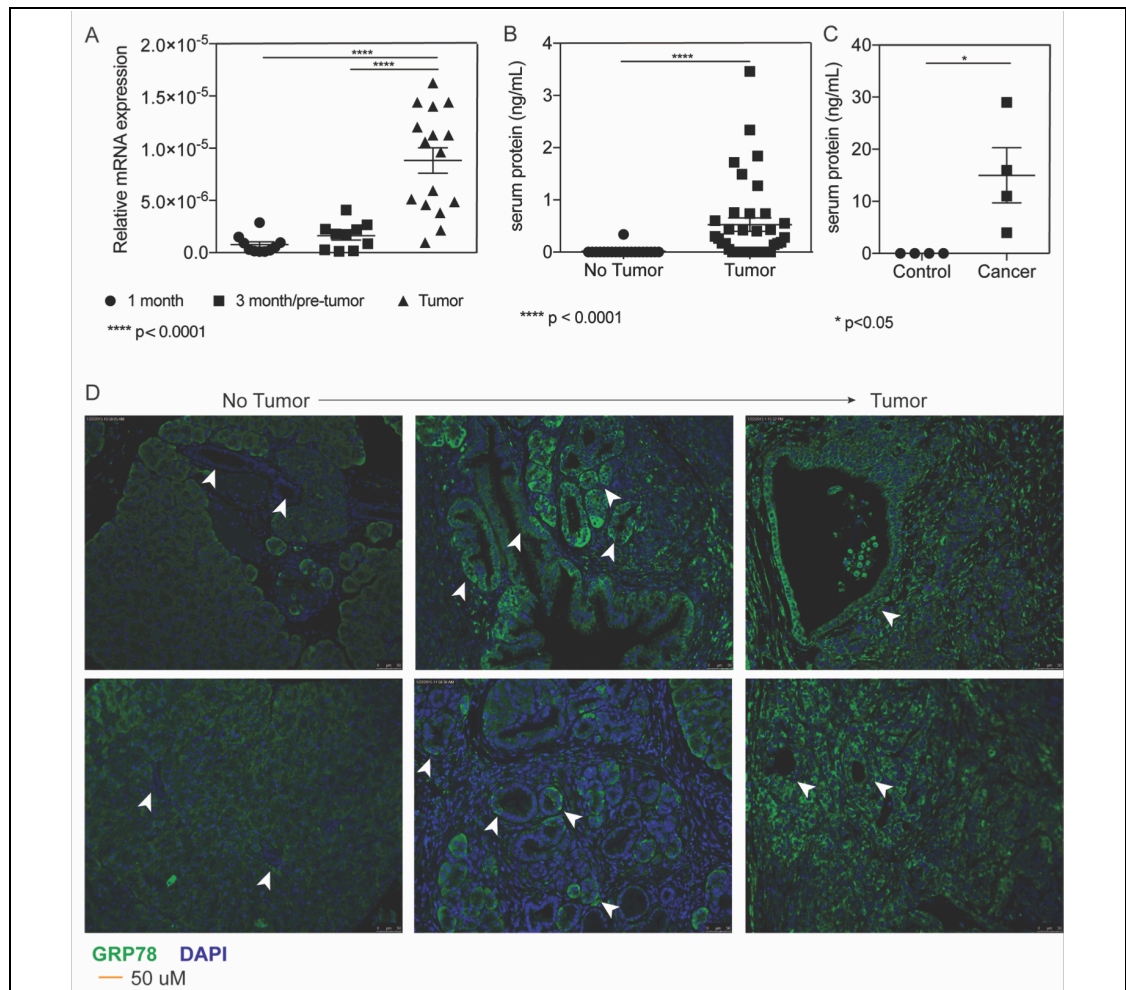 A
Relative mRNA expression
2.0×10-5
1.5×10-5
1.0×10-5
5.0×10-6
0.0
****
****
1 month 3 month/pre-tumor Tumor
**** p< 0.0001
B
serum protein (ng/mL)
4
3
2
1
0
****
No Tumor Tumor
**** p < 0.0001
C
serum protein (ng/mL)
40
30
20
10
0
*
Control Cancer
* p<0.05
D
No Tumor Tumor
GRP78 DAPI
50 uM